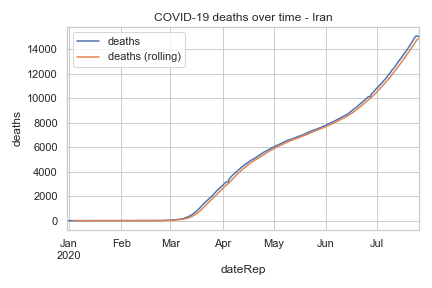 COVID-19 deaths over time - Iran
deaths
deaths (rolling)
14000
12000
10000
8000
6000
4000
2000
0
deaths
Jan Feb Mar Apr May Jun Jul
2020
dateRep